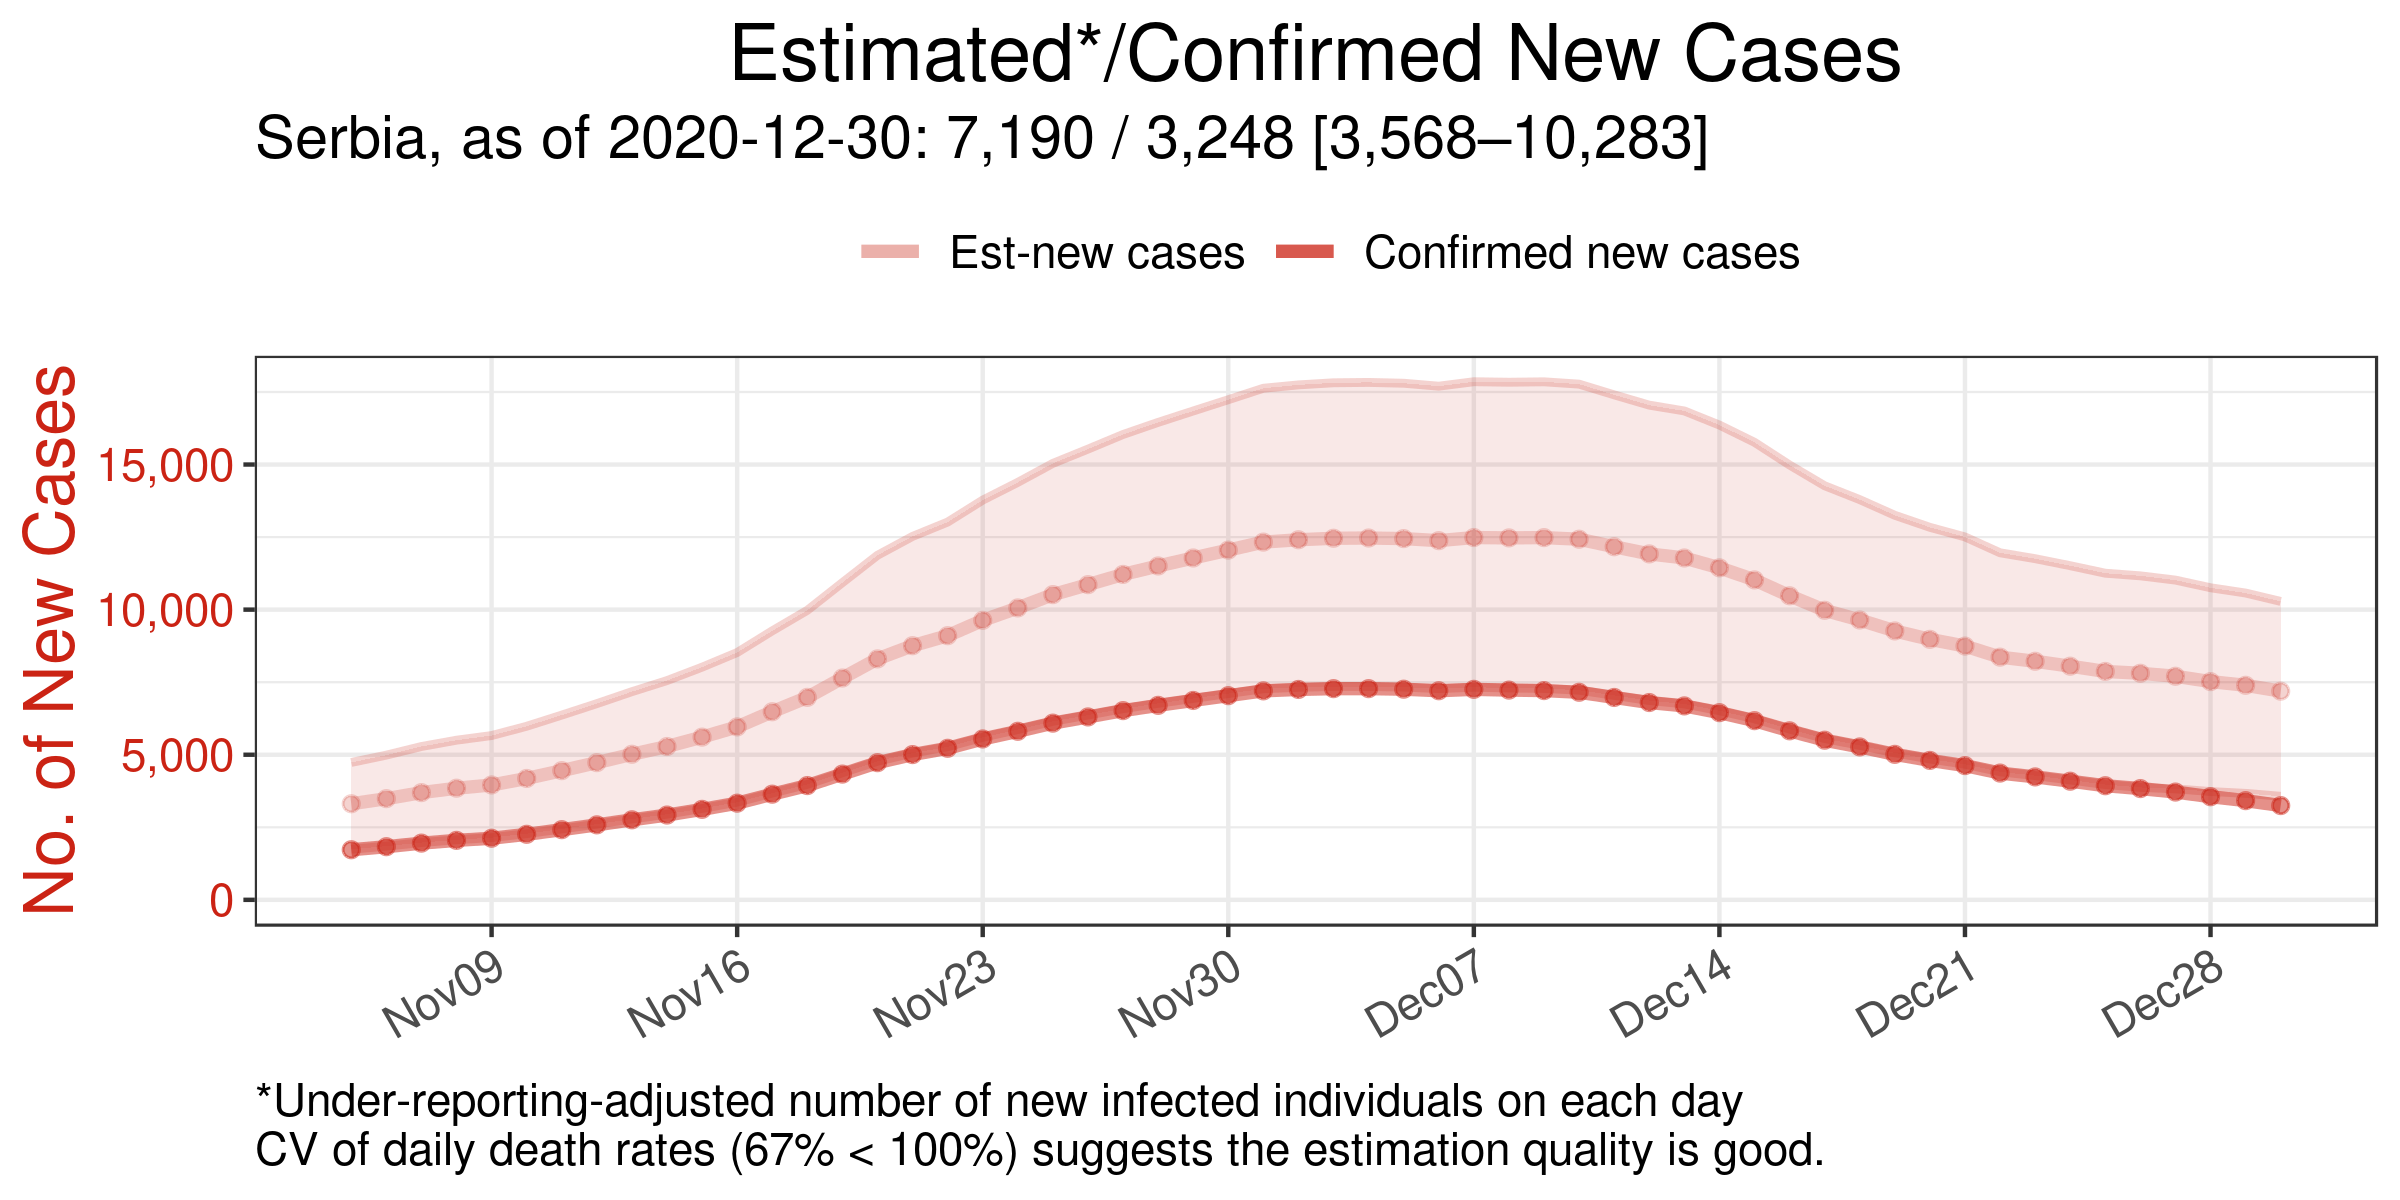 Estimated*/Confirmed New Cases
Serbia, as of 2020-12-30: 7,190 / 3,248 [3,568–10,283]
Est-new cases Confirmed new cases
No. of New Cases
15,000
10,000
5,000
0
Nov09 Nov16 Nov23 Nov30 Dec07 Dec14 Dec21 Dec28
*Under-reporting-adjusted number of new infected individuals on each day
CV of daily death rates (67% < 100%) suggests the estimation quality is good.